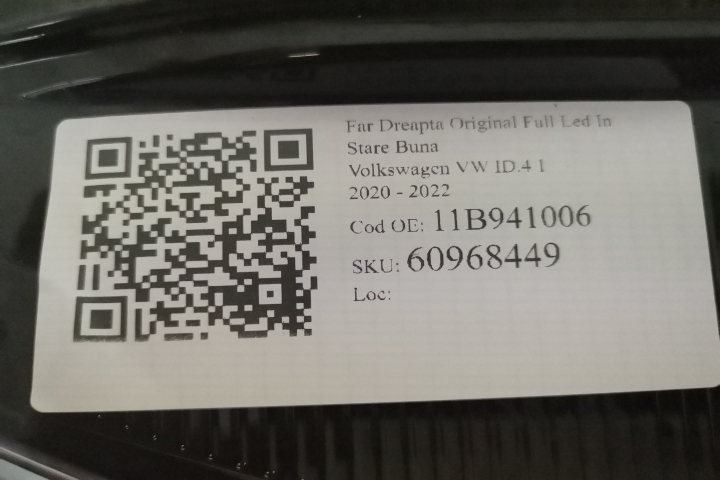 Far Dreapta Original Full Led In
Stare Buna
Volkswagen VW ID.4 1
2020 - 2022
Cod OE: 11B941006
SKU: 60968449
Loc: